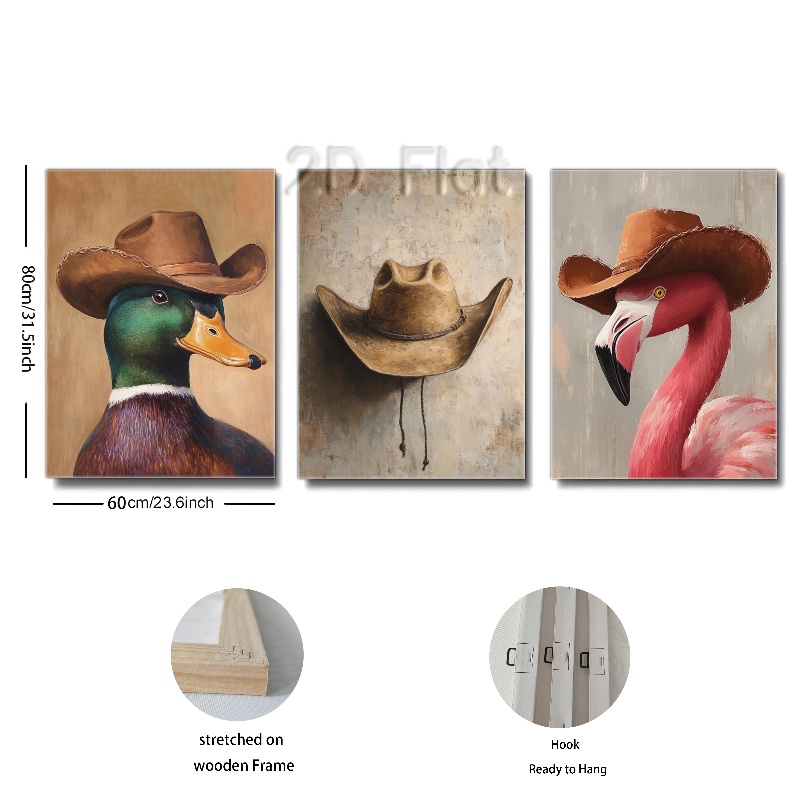 2D Flat
80cm/31.5inch
60cm/23.6inch
stretched on
wooden Frame
Hook
Ready to Hang